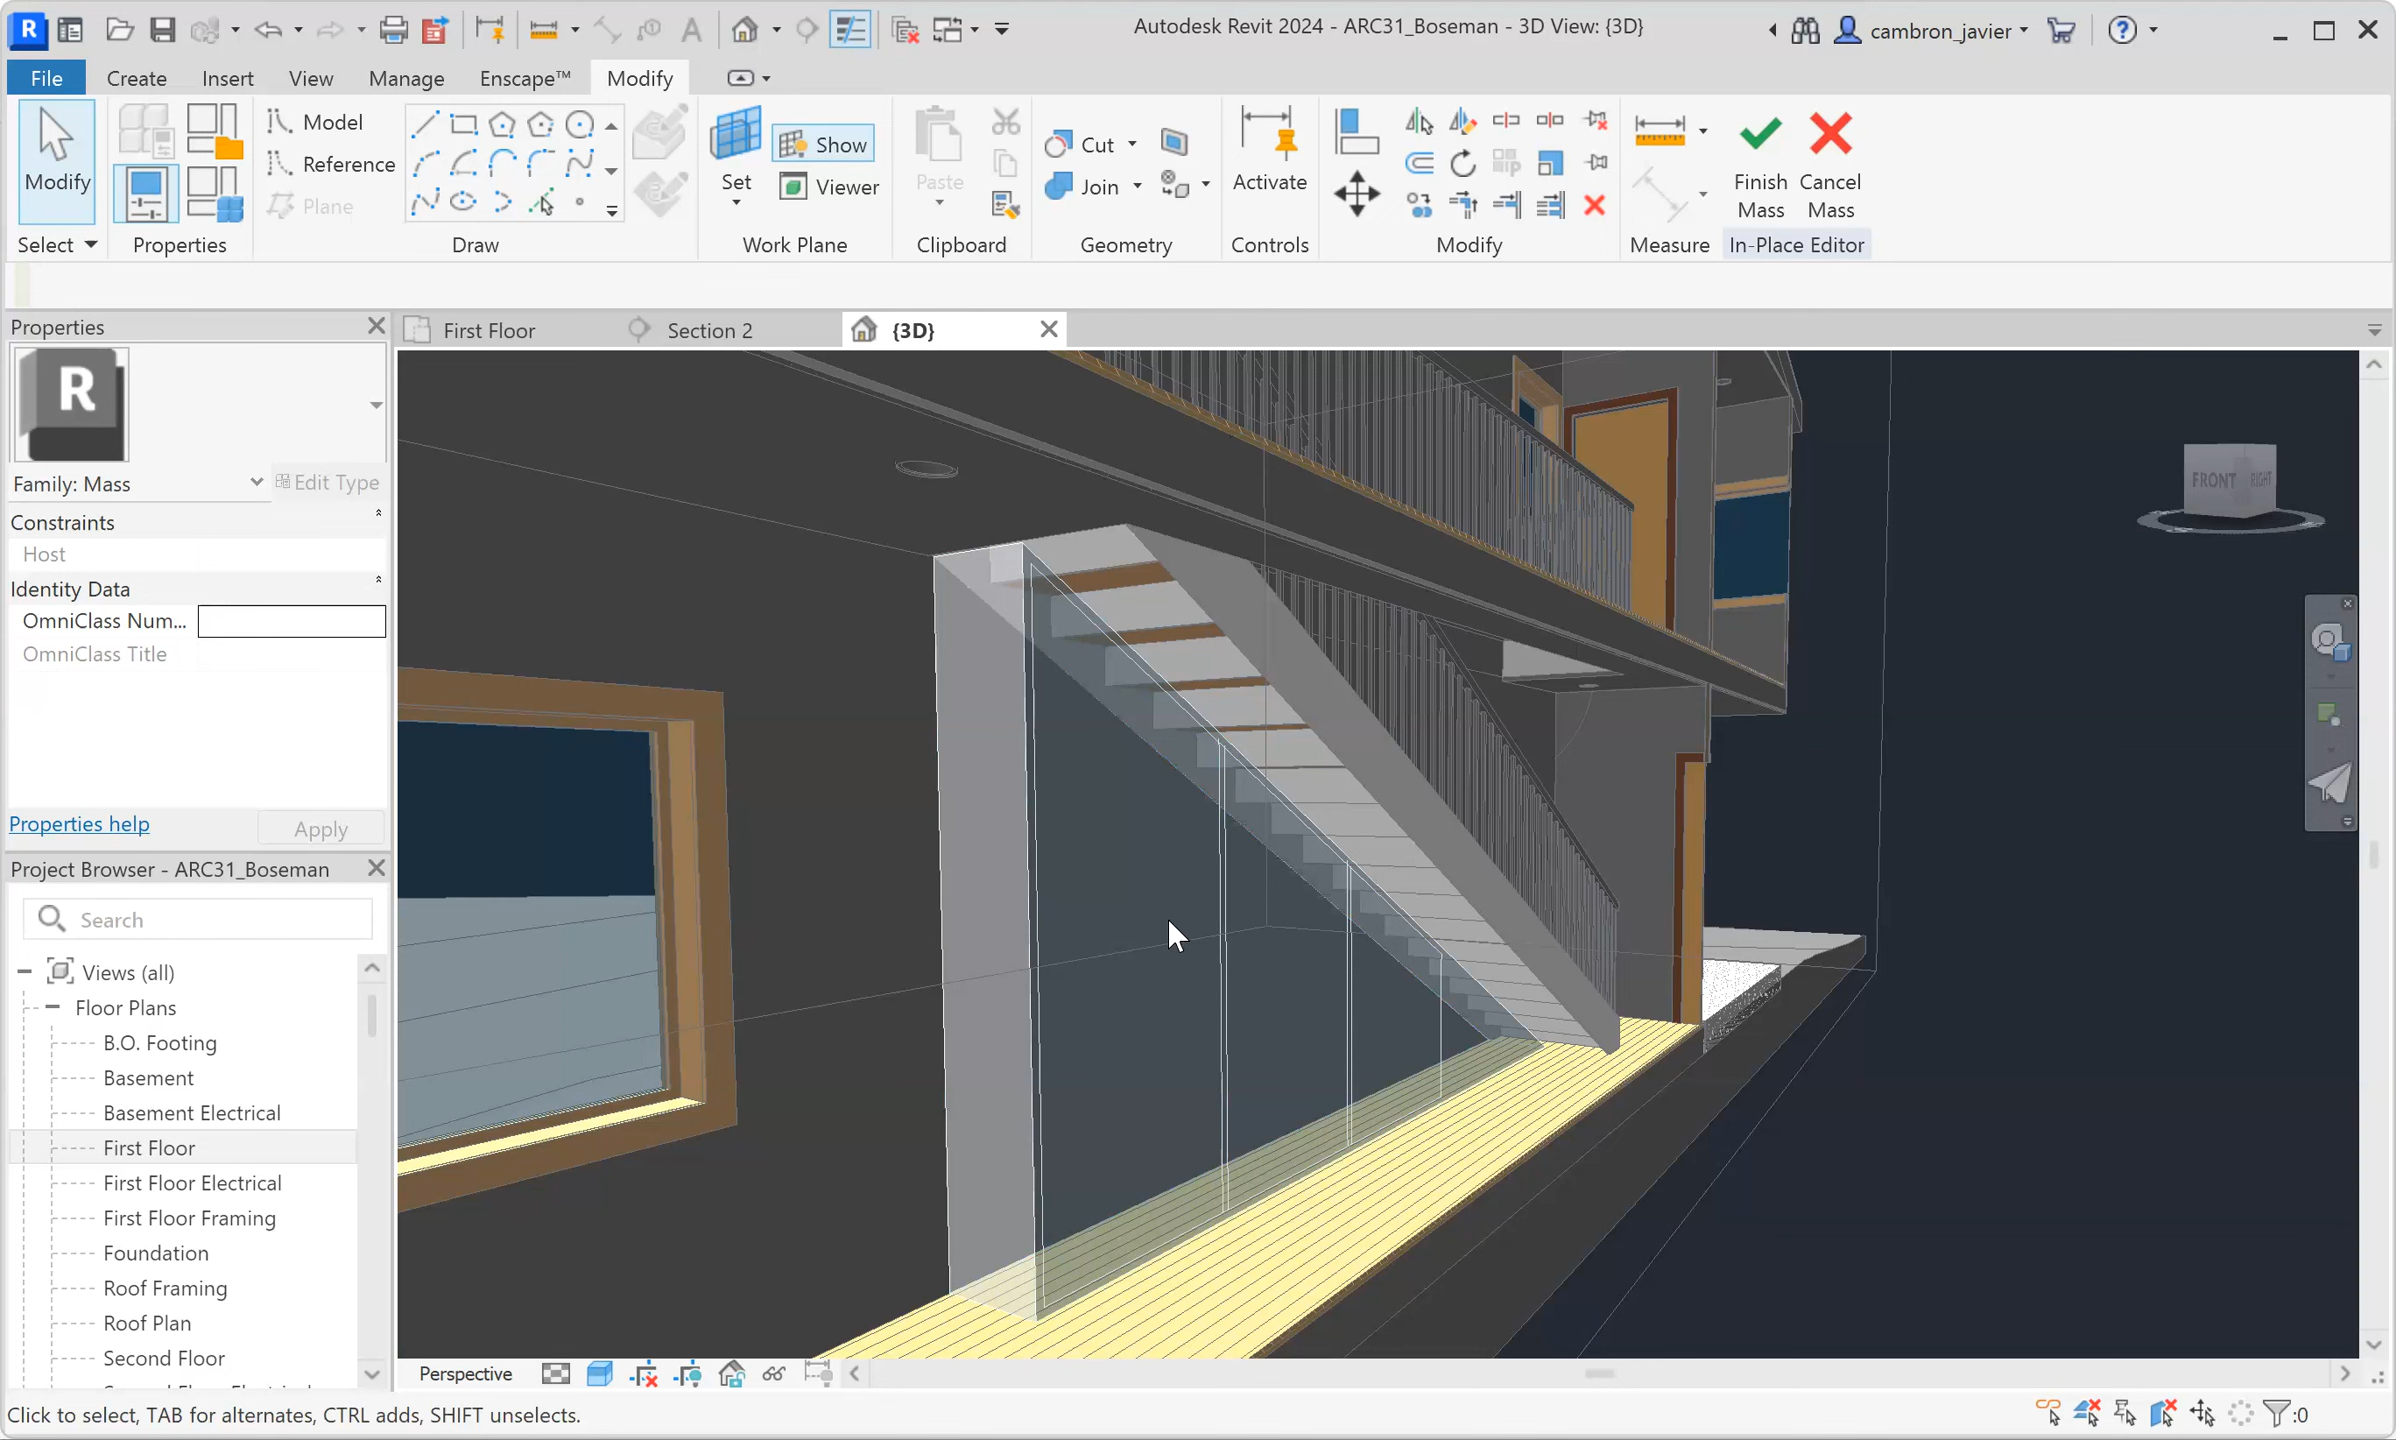 R
Autodesk Revit 2024 - ARC31_Boseman - 3D View: {3D}
cambron_javier
File Create Insert View Manage Enscape™ Modify
Model
Reference
Plane
Modify
Set
Show
Viewer
Paste
Cut
Join
Activate
Finish Mass
Cancel Mass
Select Properties Draw Work Plane Clipboard Geometry Controls Modify Measure In-Place Editor
Properties
First Floor
Section 2
{3D}
R
Family: Mass
Edit Type
Constraints
Host
Identity Data
OmniClass Num...
OmniClass Title
Properties help
Apply
FRONT
RIGHT
Project Browser - ARC31_Boseman
Search
Views (all)
Floor Plans
B.O. Footing
Basement
Basement Electrical
First Floor
First Floor Electrical
First Floor Framing
Foundation
Roof Framing
Roof Plan
Second Floor
Perspective
Click to select, TAB for alternates, CTRL adds, SHIFT unselects.
:0